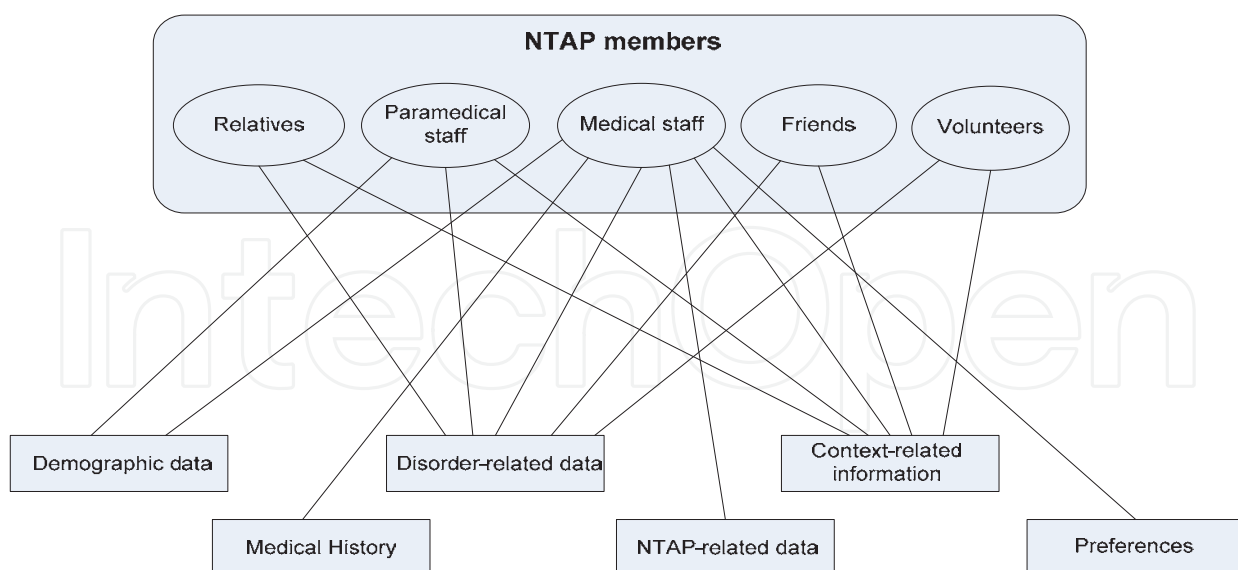 NTAP members
Relatives
Paramedical
staff
Medical staff
Friends
Volunteers
IntechOpen
Demographic data
Disorder-related data
Context-related
information
Medical History
NTAP-related data
Preferences